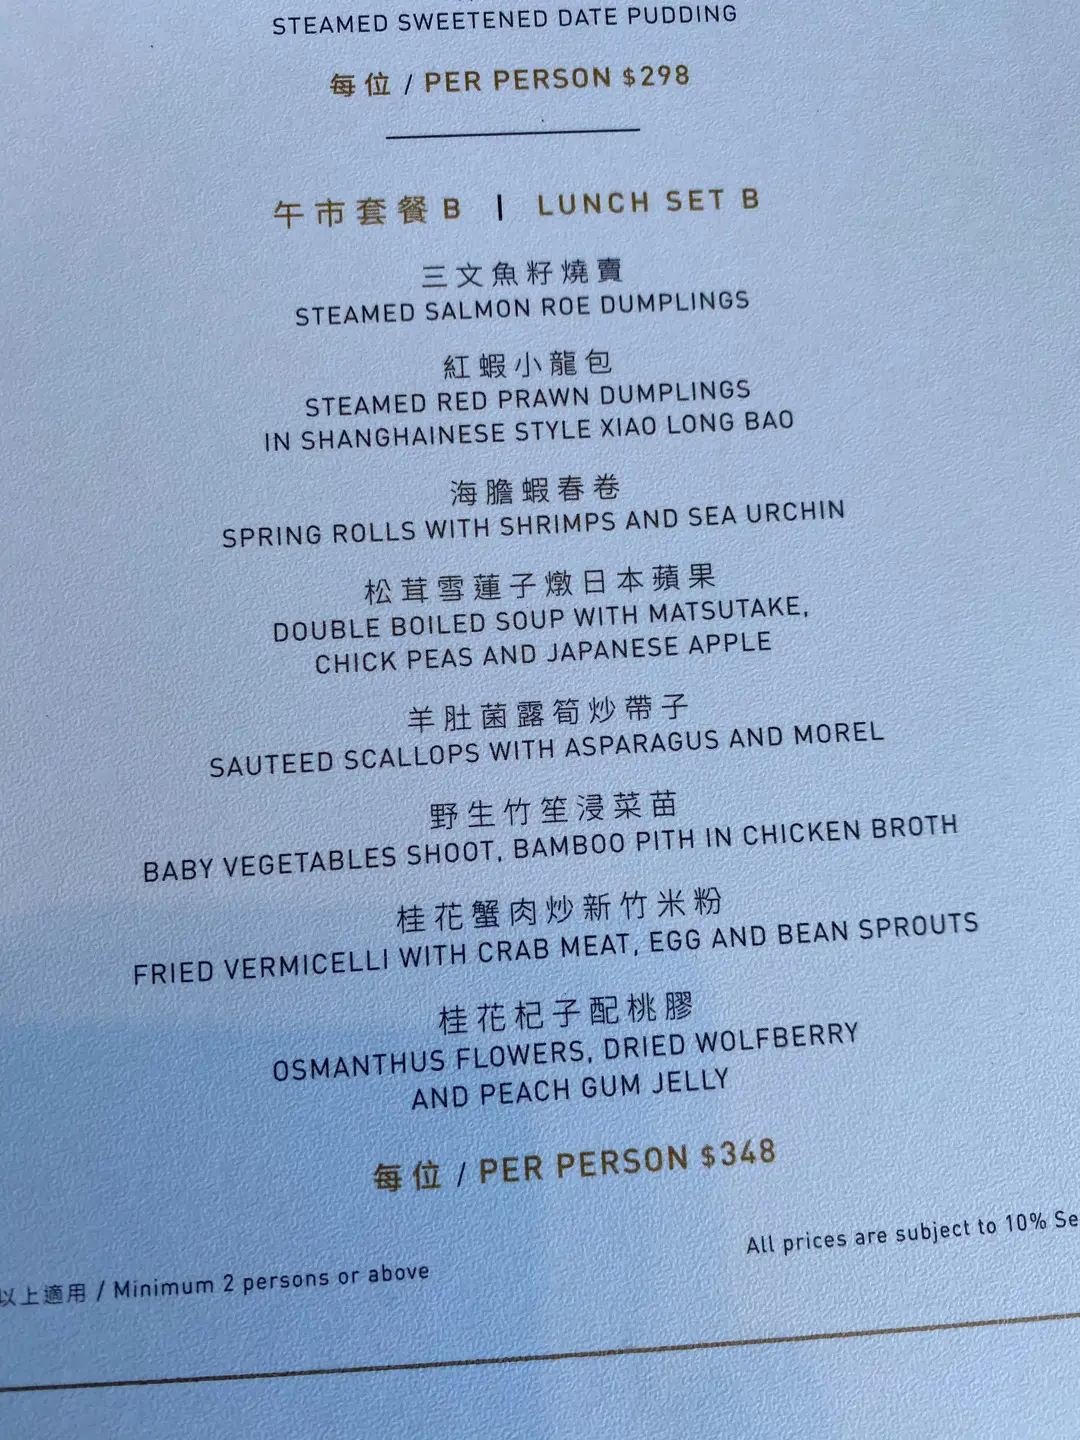 STEAMED SWEETENED DATE PUDDING
每位 / PER PERSON $298
午市套餐 B | LUNCH SET B
三文魚籽燒賣
STEAMED SALMON ROE DUMPLINGS
紅蝦小龍包
STEAMED RED PRAWN DUMPLINGS
IN SHANGHAINESE STYLE XIAO LONG BAO
海膽蝦春卷
SPRING ROLLS WITH SHRIMPS AND SEA URCHIN
松茸雪蓮子燉日本蘋果
DOUBLE BOILED SOUP WITH MATSUTAKE,
CHICK PEAS AND JAPANESE APPLE
羊肚菌露筍炒帶子
SAUTEED SCALLOPS WITH ASPARAGUS AND MOREL
野生竹笙浸菜苗
BABY VEGETABLES SHOOT, BAMBOO PITH IN CHICKEN BROTH
桂花蟹肉炒新竹米粉
FRIED VERMICELLI WITH CRAB MEAT, EGG AND BEAN SPROUTS
桂花杞子配桃膠
OSMANTHUS FLOWERS, DRIED WOLFBERRY
AND PEACH GUM JELLY
每位 / PER PERSON $348
All prices are subject to 10% Se
以上適用 / Minimum 2 persons or above